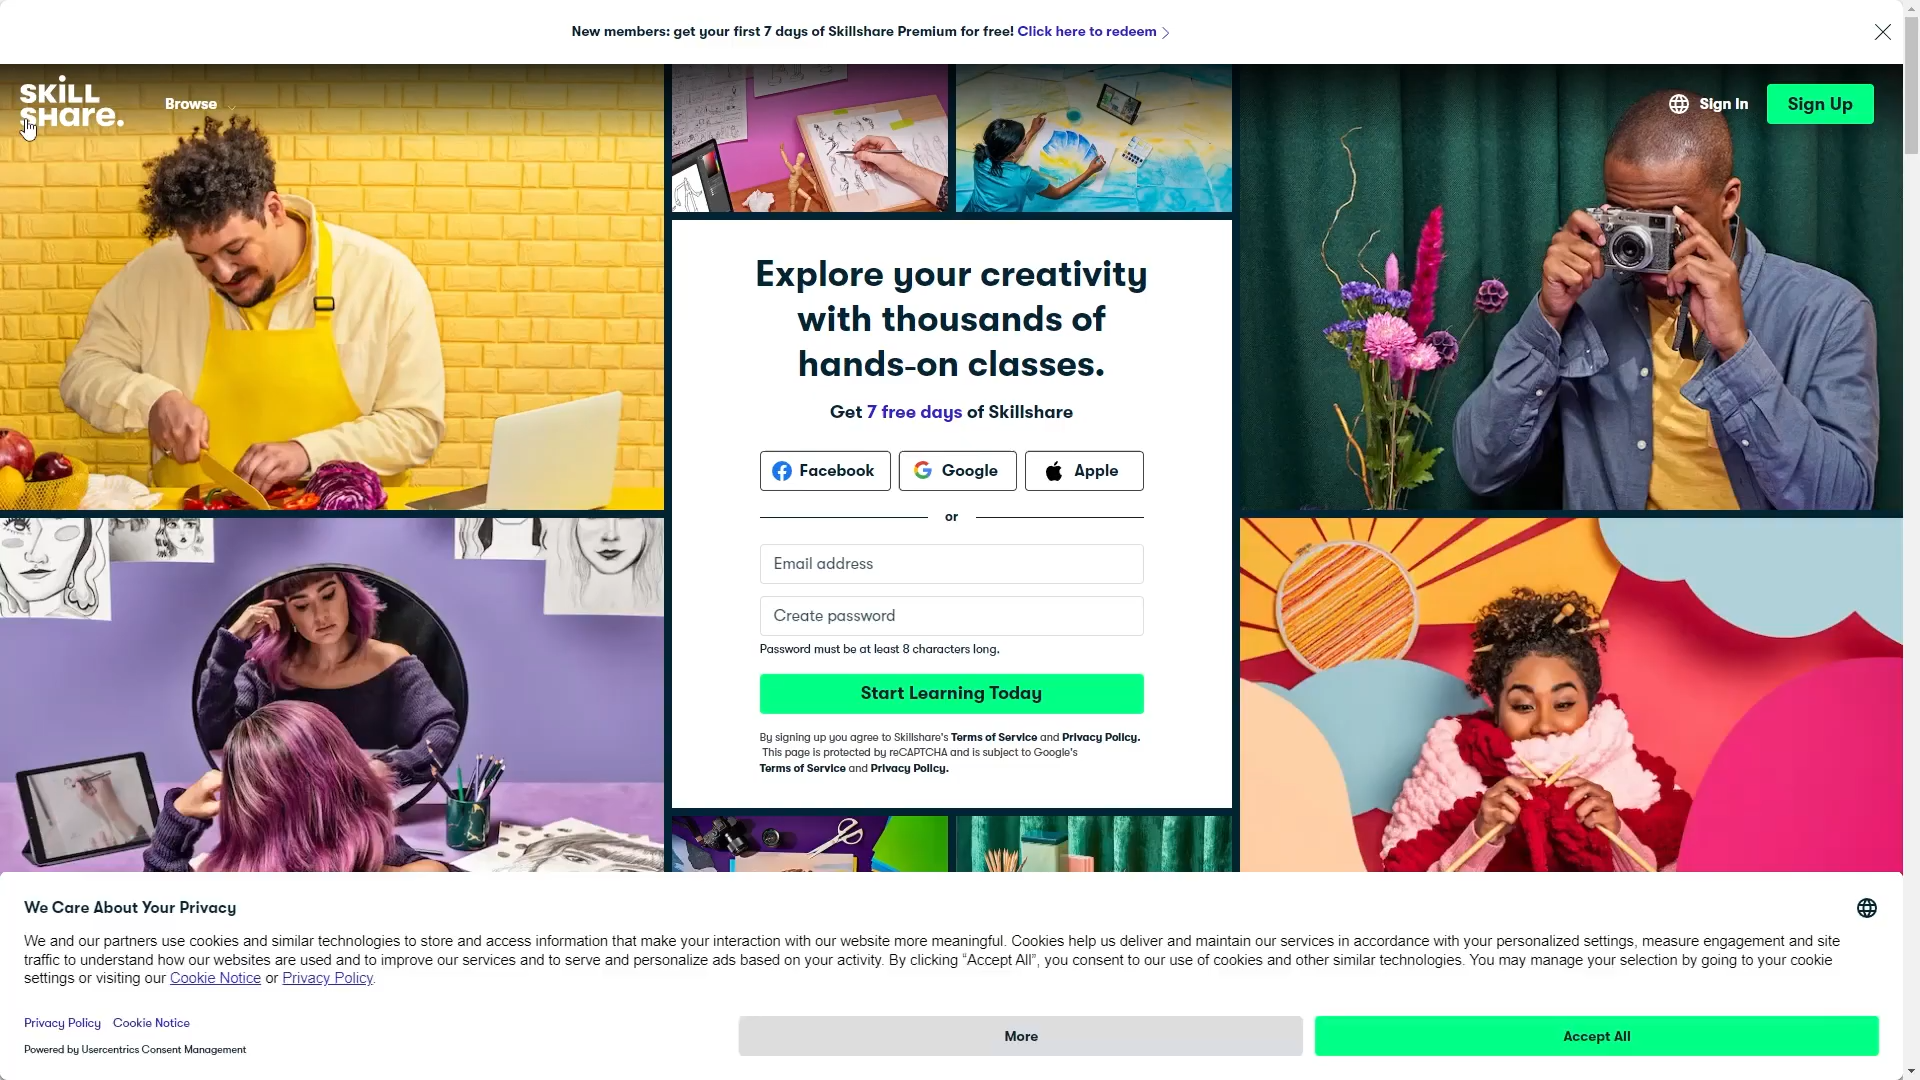 New members: get your first 7 days of Skillshare Premium for free! Click here to redeem
SKILL
SHare.
Browse
Sign In
Sign Up
Explore your creativity
with thousands of
hands-on classes.
Get 7 free days of Skillshare
Facebook
Google
Apple
or
Email address
Create password
Password must be at least 8 characters long.
Start Learning Today
By signing up you agree to Skillshare's Terms of Service and Privacy Policy.
This page is protected by reCAPTCHA and is subject to Google's
Terms of Service and Privacy Policy.
We Care About Your Privacy
We and our partners use cookies and similar technologies to store and access information that make your interaction with our website more meaningful. Cookies help us deliver and maintain our services in accordance with your personalized settings, measure engagement and site
traffic to understand how our websites are used and to improve our services and to serve and personalize ads based on your activity. By clicking “Accept All”, you consent to our use of cookies and other similar technologies. You may manage your selection by going to your cookie
settings or visiting our Cookie Notice or Privacy Policy.
Privacy Policy Cookie Notice
Powered by Usercentrics Consent Management
More
Accept All